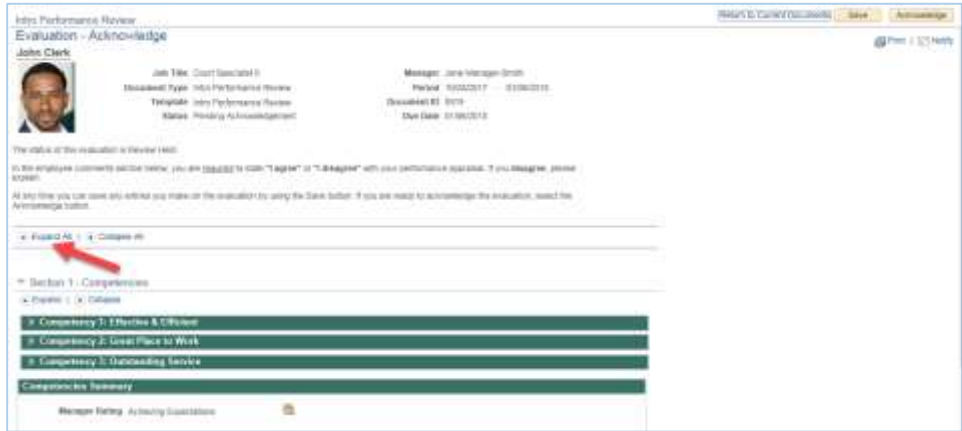 Intro Performance Review
Return to Current Documents Save Acknowledge
Evaluation - Acknowledge
Print | Notify
John Clerk
Job Title Court Specialist II Manager Jane Manager-Smith
Document Type Intro Performance Review Period
Template Intro Performance Review Document ID
Status Pending Acknowledgement Due Date
The status of this evaluation is Review Held.
In the employee comments section below, you are required to state "I agree" or "I disagree" with your performance appraisal. If you disagree, please
explain.
At any time you can save any entries you make on the evaluation by using the Save button. If you are ready to acknowledge the evaluation, select the
Acknowledge button.
Expand All | Collapse All
Section 1 - Competencies
Expand | Collapse
Competency 1: Effective & Efficient
Competency 2: Great Place to Work
Competency 3: Outstanding Service
Competencies Summary
Manager Rating Achieving Expectations